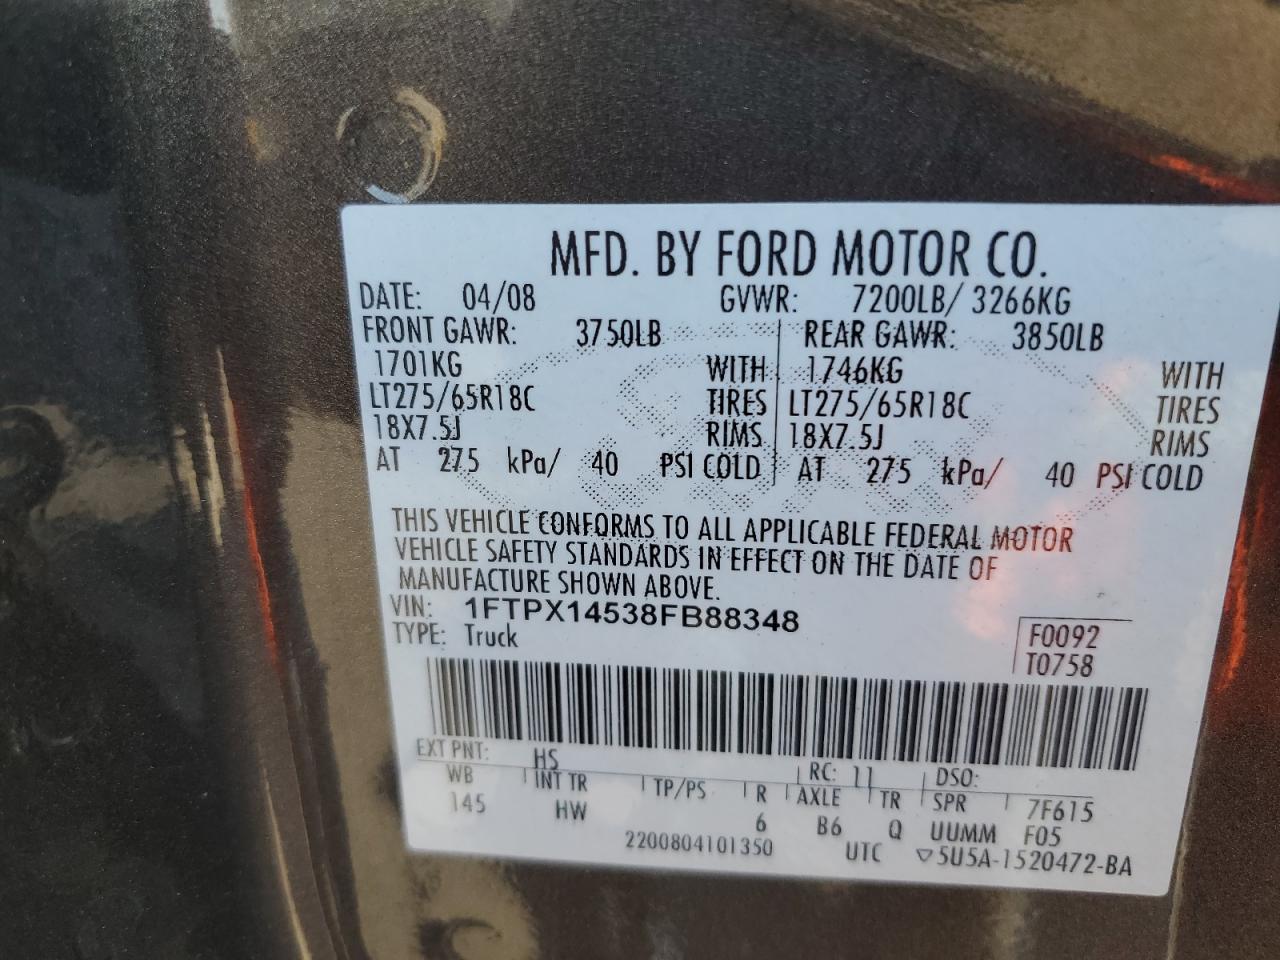 MFD. BY FORD MOTOR CO.
DATE: 04/08 GVWR: 7200LB/ 3266KG
FRONT GAWR: 3750LB REAR GAWR: 3850LB
1701KG WITH 1746KG WITH
LT275/65R18C TIRES LT275/65R18C TIRES
18X7.5J RIMS 18X7.5J RIMS
AT 275 kPa/ 40 PSI COLD AT 275 kPa/ 40 PSI COLD
THIS VEHICLE CONFORMS TO ALL APPLICABLE FEDERAL MOTOR
VEHICLE SAFETY STANDARDS IN EFFECT ON THE DATE OF
MANUFACTURE SHOWN ABOVE.
VIN: 1FTPX14538FB88348
TYPE: Truck
F0092
T0758
EXT PNT: HS RC: 11 DSO:
WB INT TR TP/PS R AXLE TR SPR 7F615
145 HW 6 B6 Q UUMM F05
2200804101350 UTC ▽5U5A-1520472-BA